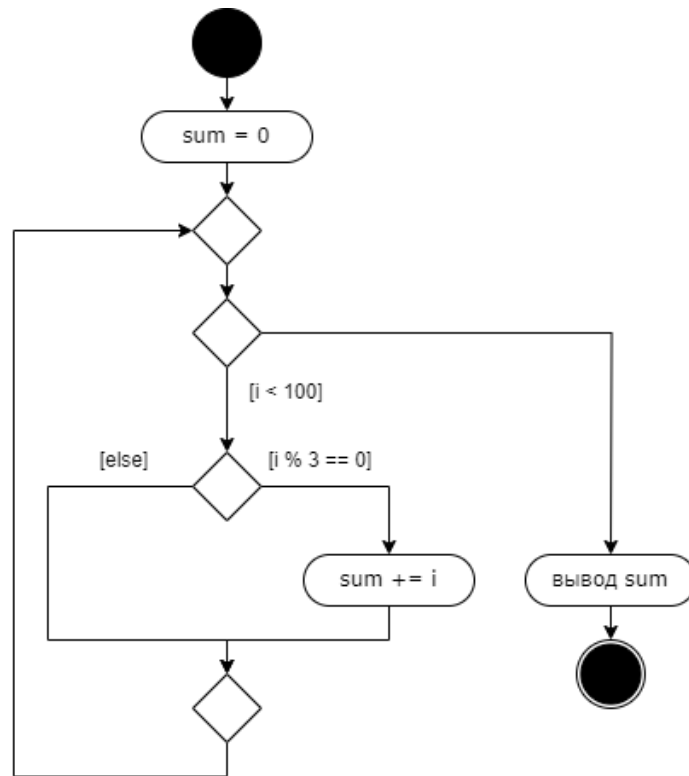 sum = 0
[i < 100]
[else]
[i % 3 == 0]
sum += i
вывод sum